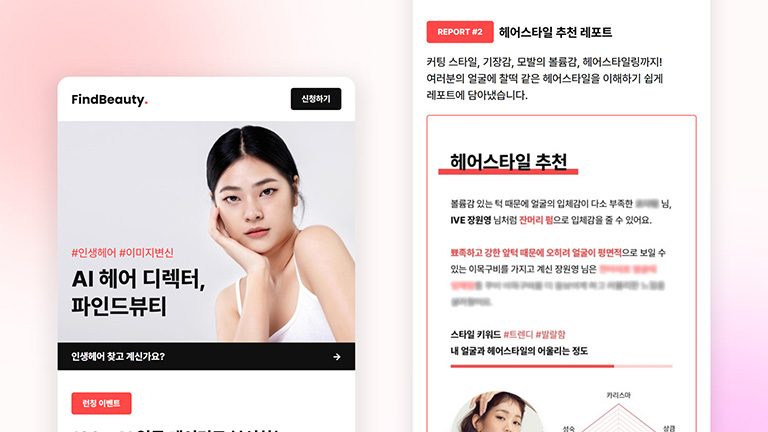 FindBeauty.
신청하기
#인생헤어 #이미지변신
AI 헤어 디렉터,
파인드뷰티
인생헤어 찾고 계신가요?
→
런칭 이벤트
REPORT #2
헤어스타일 추천 레포트
커팅 스타일, 기장감, 모발의 볼륨감, 헤어스타일링까지!
여러분의 얼굴에 찰떡 같은 헤어스타일을 이해하기 쉽게
레포트에 담아냈습니다.
헤어스타일 추천
볼륨감 있는 턱 때문에 얼굴의 입체감이 다소 부족한 님,
IVE 장원영 님처럼 잔머리 펌으로 입체감을 줄 수 있어요.
뾰족하고 강한 앞턱 때문에 오히려 얼굴이 평면적으로 보일 수
있는 이목구비를 가지고 계신 장원영 님은
스타일 키워드 #트렌디 #발랄함
내 얼굴과 헤어스타일의 어울리는 정도
카리스마
성숙
상큼